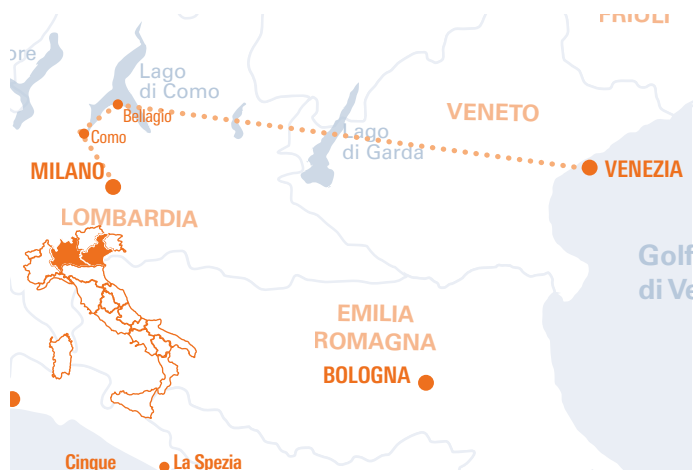 FRIULI
ore
Lago
di Como
Bellagio
VENETO
Como
Lago
di Garda
MILANO
VENEZIA
LOMBARDIA
Golf
di Ve
EMILIA
ROMAGNA
BOLOGNA
Cinque
La Spezia